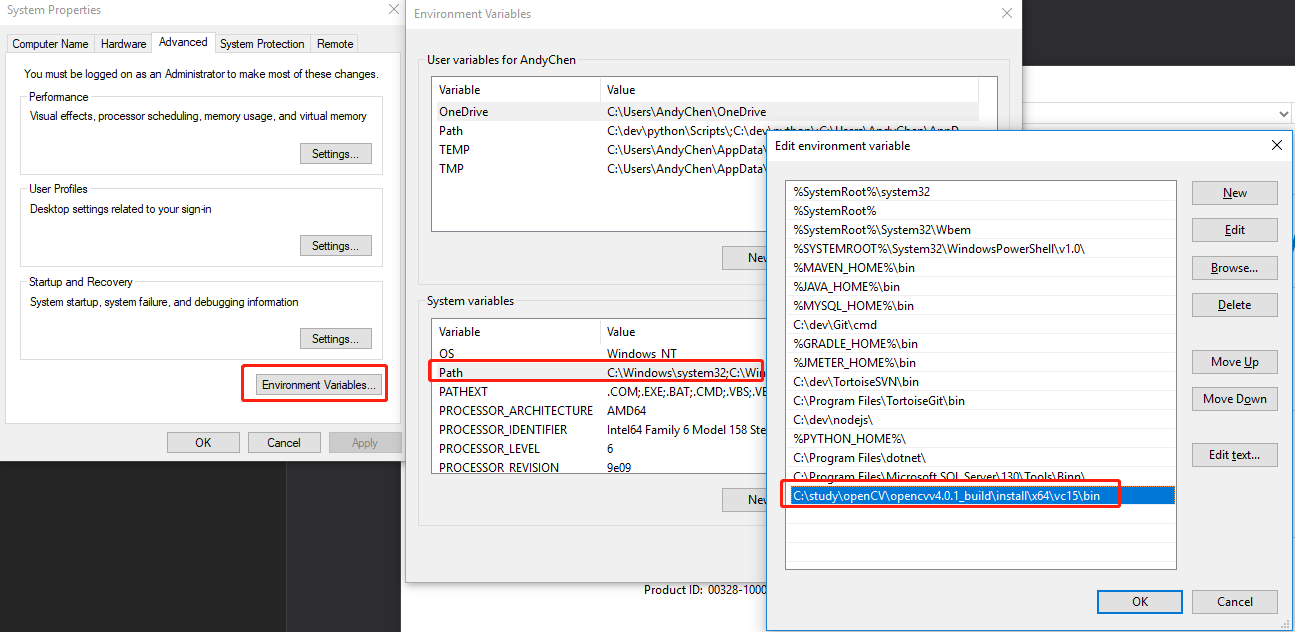 System Properties
Computer Name
Hardware
Advanced
System Protection
Remote
You must be logged on as an Administrator to make most of these changes.
Performance
Visual effects, processor scheduling, memory usage, and virtual memory
Settings...
User Profiles
Desktop settings related to your sign-in
Settings...
Startup and Recovery
System startup, system failure, and debugging information
Settings...
Environment Variables...
OK
Cancel
Apply
Environment Variables
User variables for AndyChen
Variable Value
OneDrive C:\Users\AndyChen\OneDrive
Path C:\dev\python\Scripts\;C:\dev\python\;C:\Users\AndyChen\AppD
TEMP C:\Users\AndyChen\AppData\
TMP C:\Users\AndyChen\AppData\
New
System variables
Variable Value
OS Windows_NT
Path C:\Windows\system32;C:\Win
PATHEXT .COM;.EXE;.BAT;.CMD;.VBS;.VE
PROCESSOR_ARCHITECTURE AMD64
PROCESSOR_IDENTIFIER Intel64 Family 6 Model 158 Ste
PROCESSOR_LEVEL 6
PROCESSOR_REVISION 9e09
New
Product ID: 00328-1000
Edit environment variable
%SystemRoot%\system32
%SystemRoot%
%SystemRoot%\System32\Wbem
%SYSTEMROOT%\System32\WindowsPowerShell\v1.0\
%MAVEN_HOME%\bin
%JAVA_HOME%\bin
%MYSQL_HOME%\bin
C:\dev\Git\cmd
%GRADLE_HOME%\bin
%JMETER_HOME%\bin
C:\dev\TortoiseSVN\bin
C:\Program Files\TortoiseGit\bin
C:\dev\nodejs\
%PYTHON_HOME%\
C:\Program Files\dotnet\
C:\Program Files\Microsoft SQL Server\130\Tools\Binn\
C:\study\openCV\opencvv4.0.1_build\install\x64\vc15\bin
New
Edit
Browse...
Delete
Move Up
Move Down
Edit text...
OK
Cancel